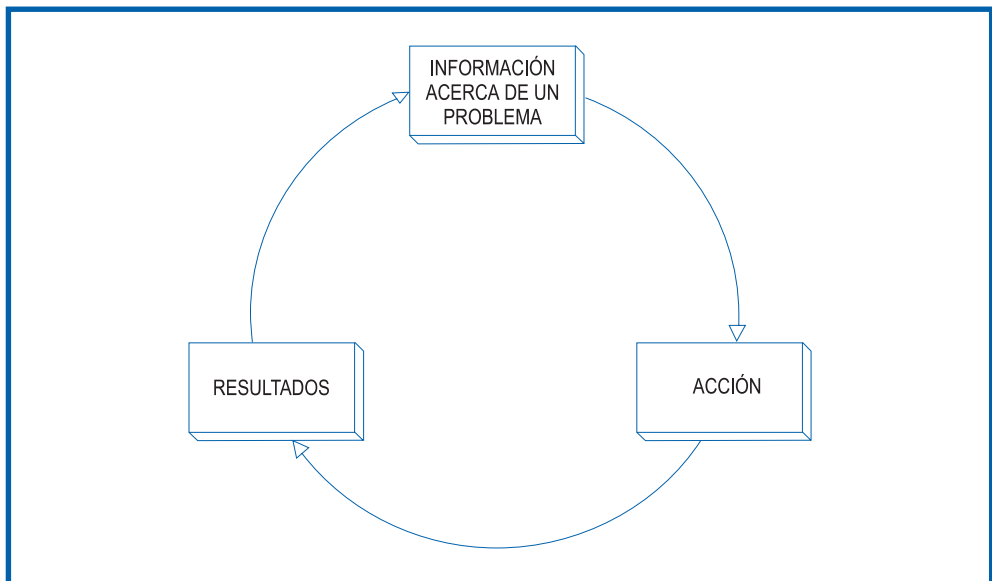 INFORMACIÓN
ACERCA DE UN
PROBLEMA
RESULTADOS
ACCIÓN